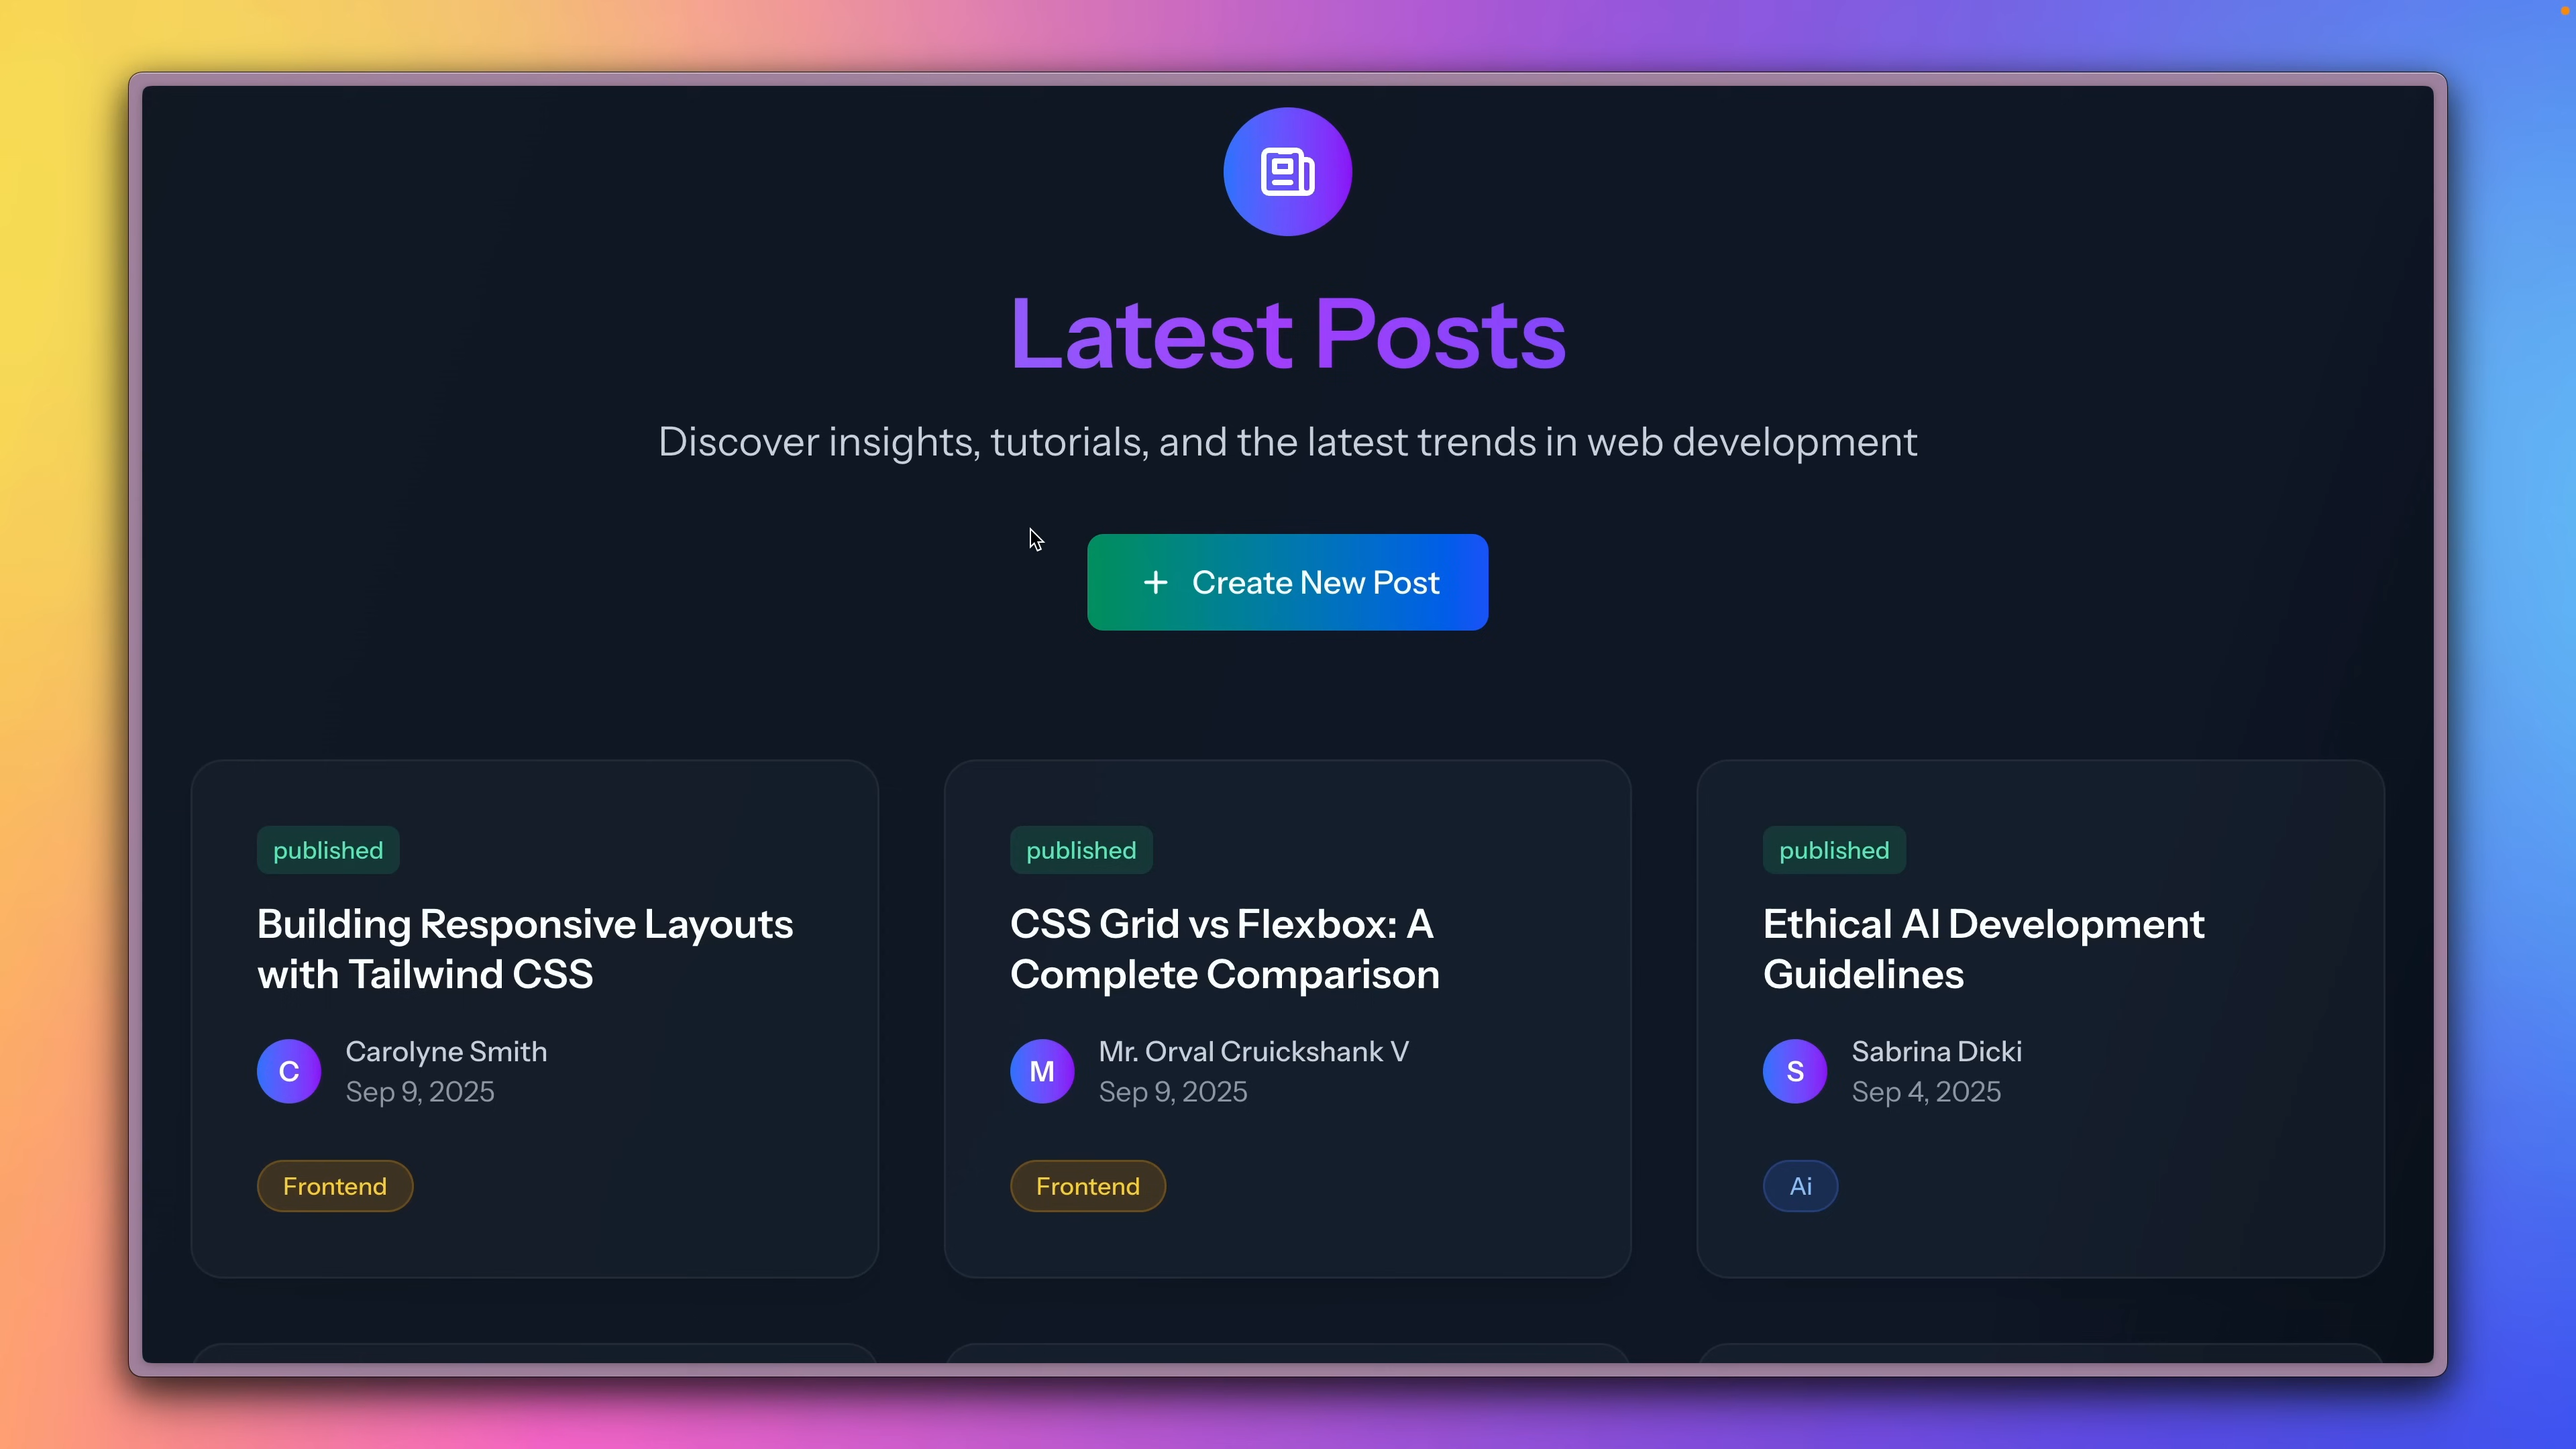 Latest Posts
Discover insights, tutorials, and the latest trends in web development
+ Create New Post
published
Building Responsive Layouts
with Tailwind CSS
C
Carolyne Smith
Sep 9, 2025
Frontend
published
CSS Grid vs Flexbox: A
Complete Comparison
M
Mr. Orval Cruickshank V
Sep 9, 2025
Frontend
published
Ethical AI Development
Guidelines
S
Sabrina Dicki
Sep 4, 2025
Ai